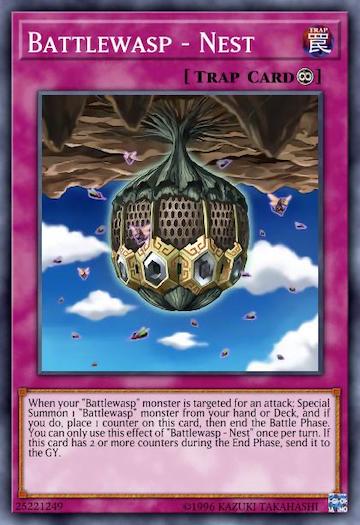 BATTLEWASP - NEST
TRAP
罠
[ TRAP CARD ]
When your "Battlewasp" monster is targeted for an attack: Special
Summon 1 "Battlewasp" monster from your hand or Deck, and if
you do, place 1 counter on this card, then end the Battle Phase.
You can only use this effect of "Battlewasp - Nest" once per turn. If
this card has 2 or more counters during the End Phase, send it to
the GY.
25221249
©1996 KAZUKI TAKAHASHI